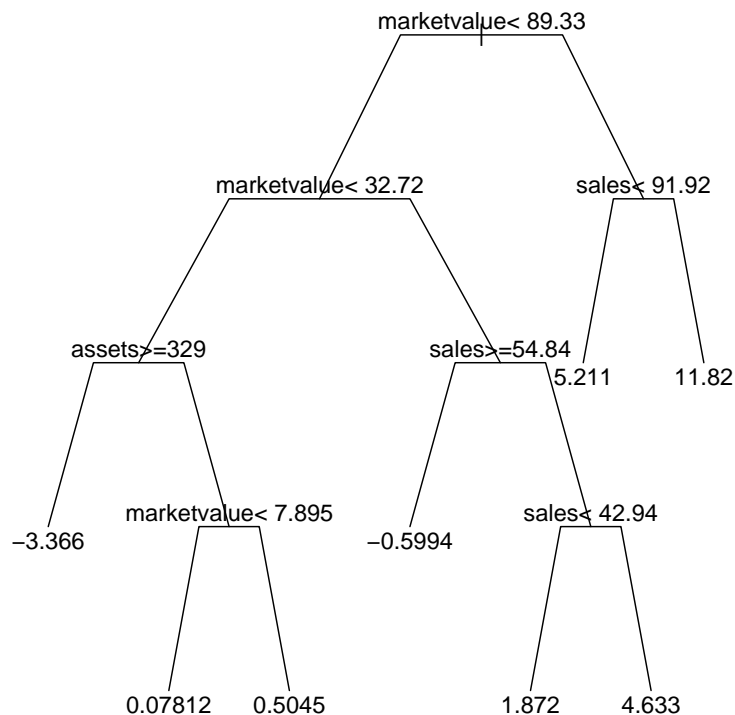 marketvalue< 89.33
marketvalue< 32.72
sales< 91.92
assets>=329
sales>=54.84
5.211
11.82
marketvalue< 7.895
sales< 42.94
−3.366
−0.5994
0.07812
0.5045
1.872
4.633